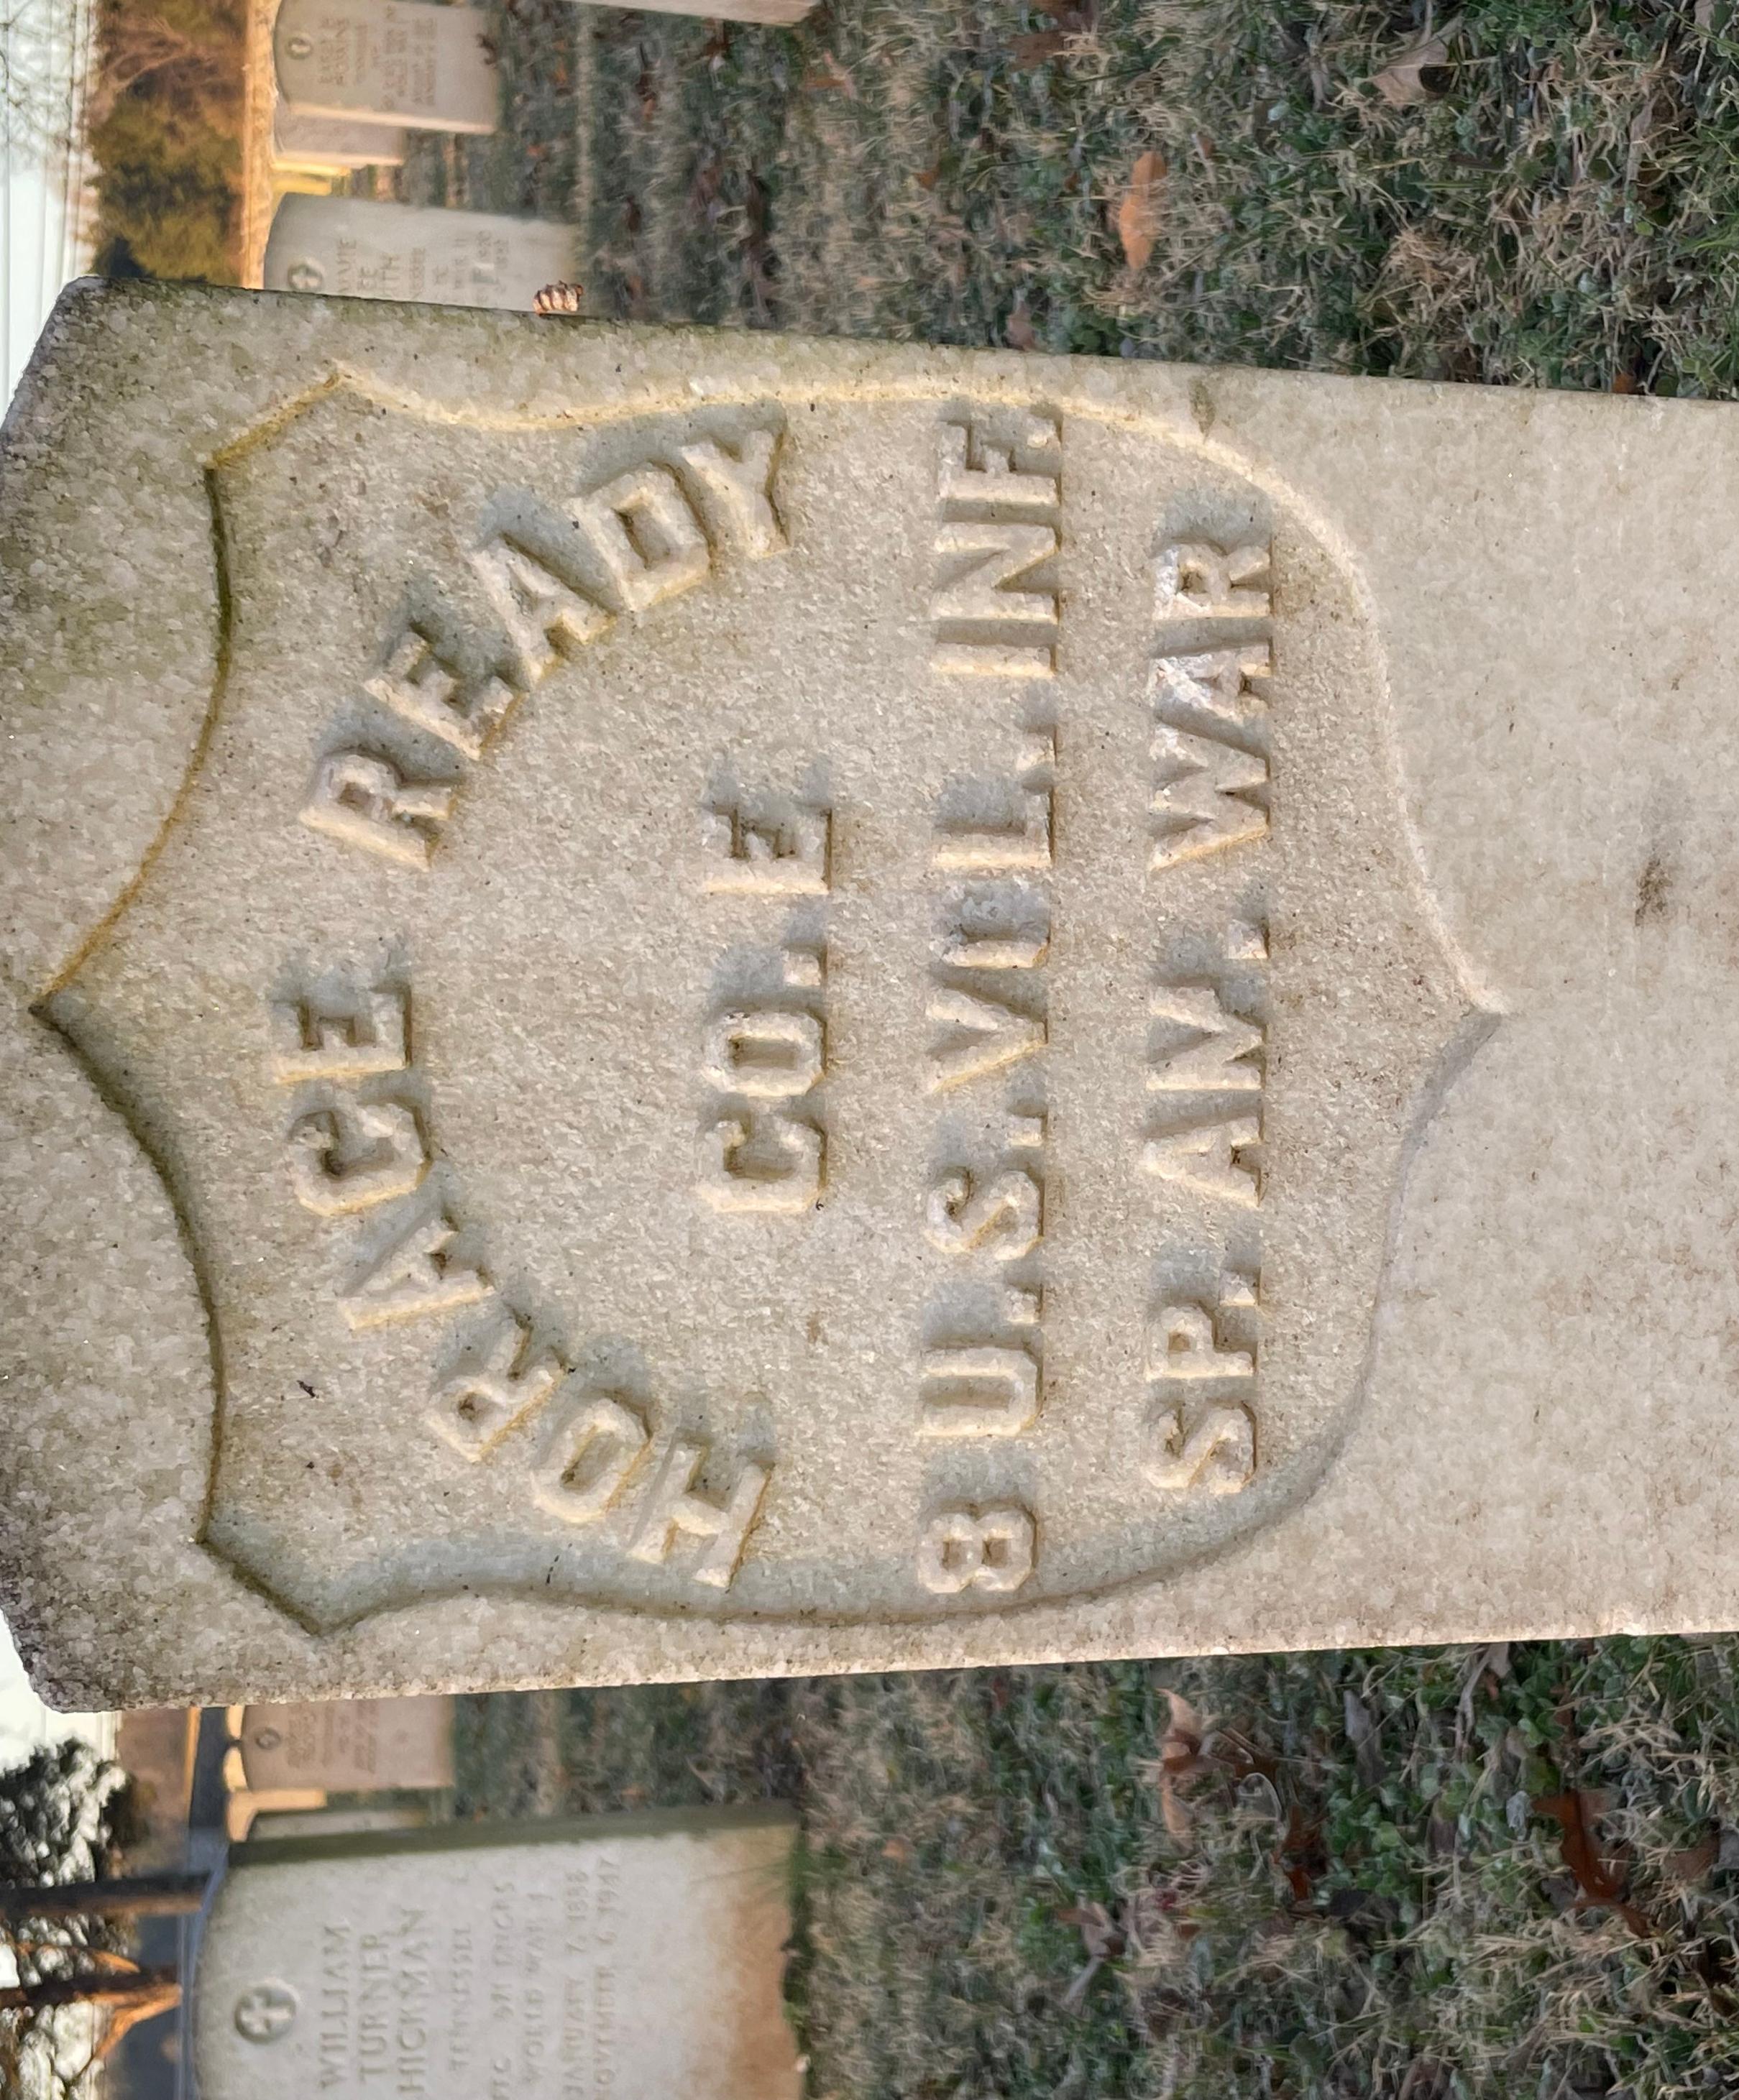 HORACE READY
CO. E
8 U.S. VOL. INF.
SP. AM. WAR
WILLIAM
TURNER
HICKMAN
TENNESSEE
WORLD WAR I